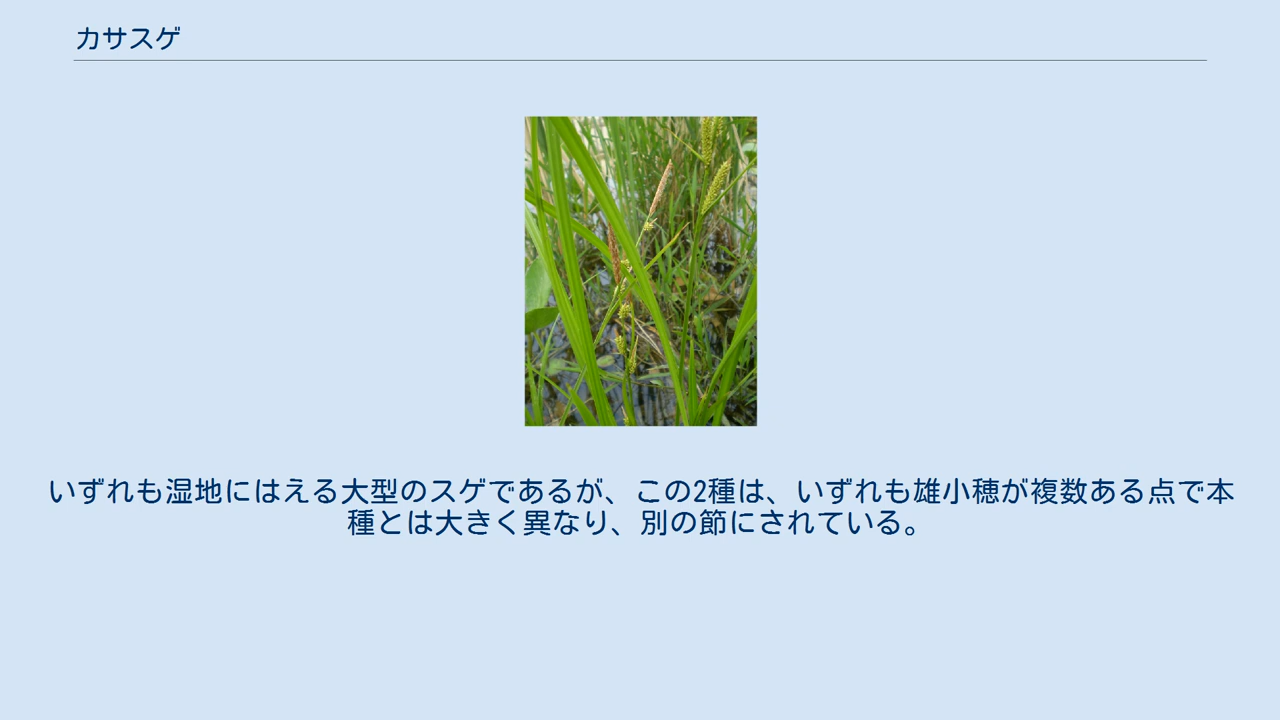 カサスゲ
いずれも湿地にはえる大型のスゲであるが、この2種は、いずれも雄小穂が複数ある点で本
種とは大きく異なり、別の節にされている。